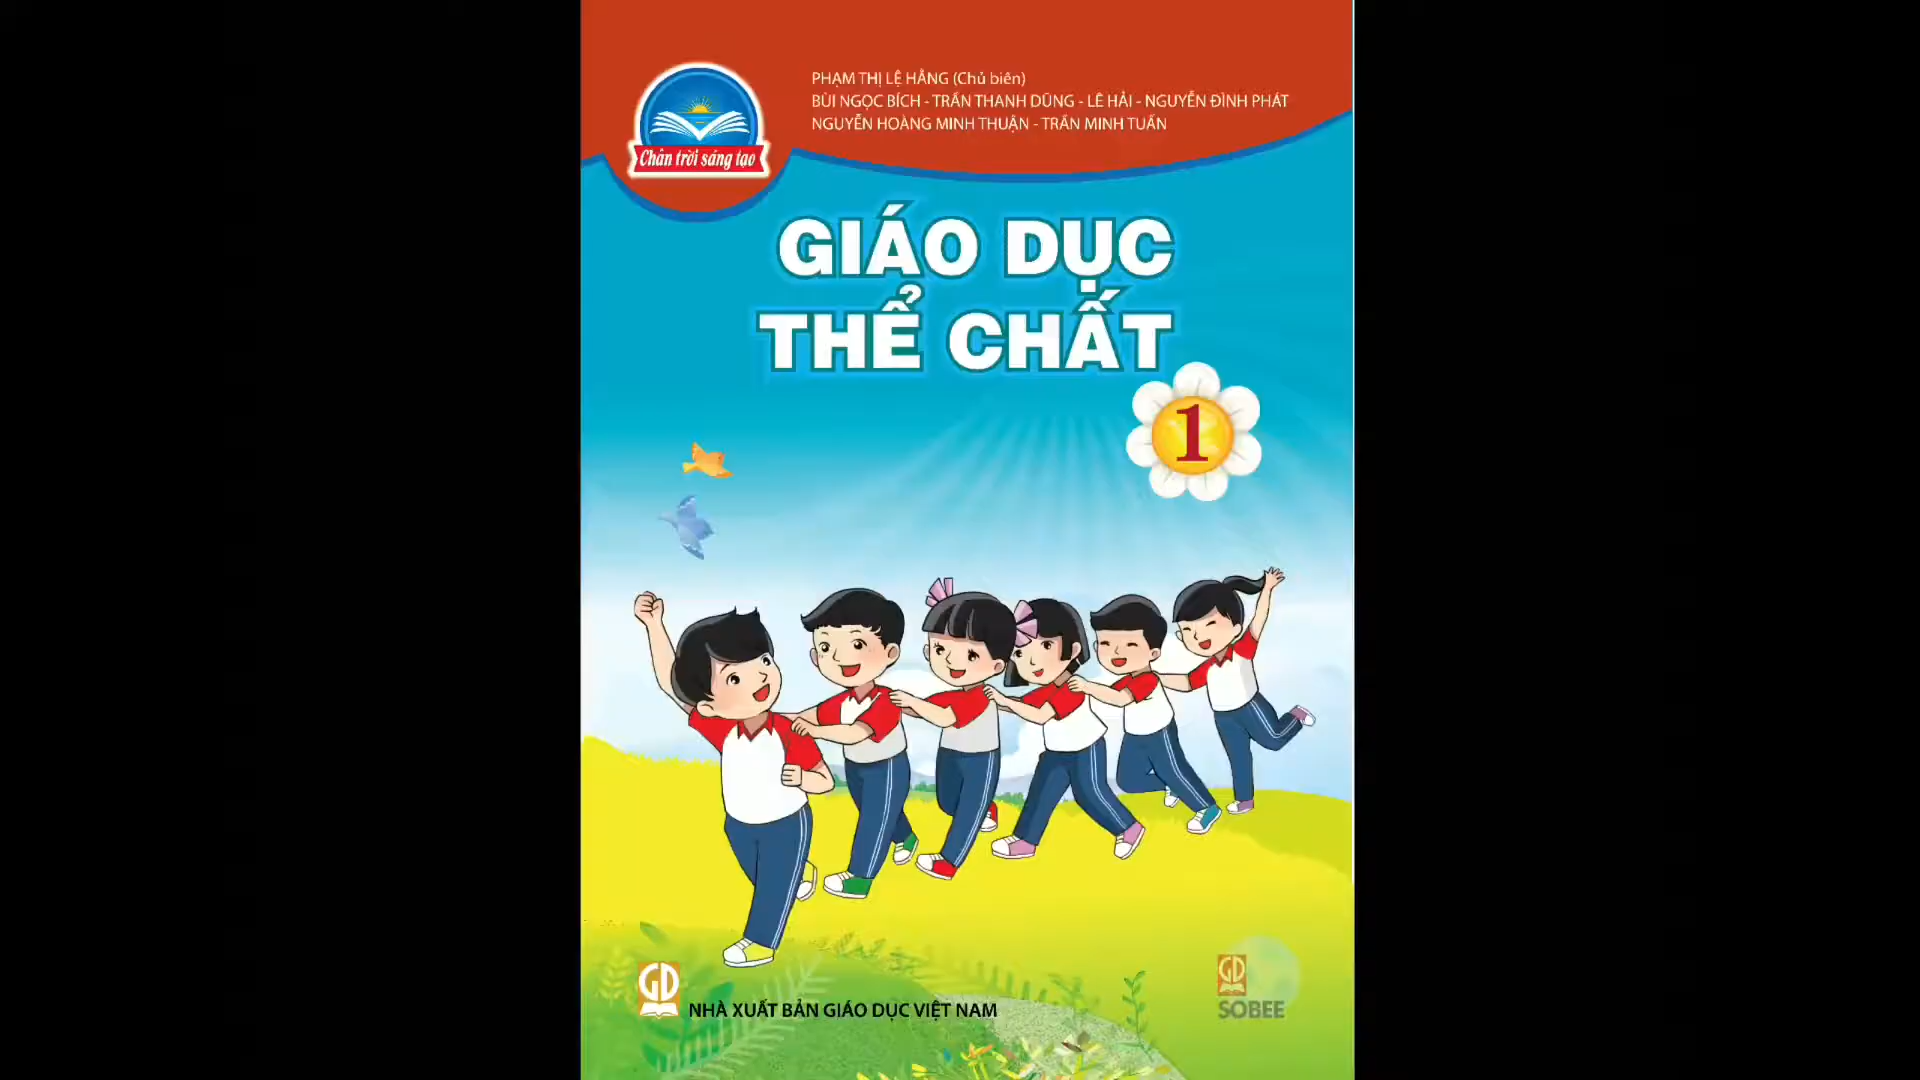 PHẠM THỊ LỆ HẰNG (Chủ biên)
BÙI NGỌC BÍCH - TRẦN THANH DŨNG - LÊ HẢI - NGUYỄN ĐÌNH PHÁT
NGUYỄN HOÀNG MINH THUẬN - TRẦN MINH TUẤN
Chân trời sáng tạo
GIÁO DỤC
THỂ CHẤT
1
GD
NHÀ XUẤT BẢN GIÁO DỤC VIỆT NAM
GD
SOBEE